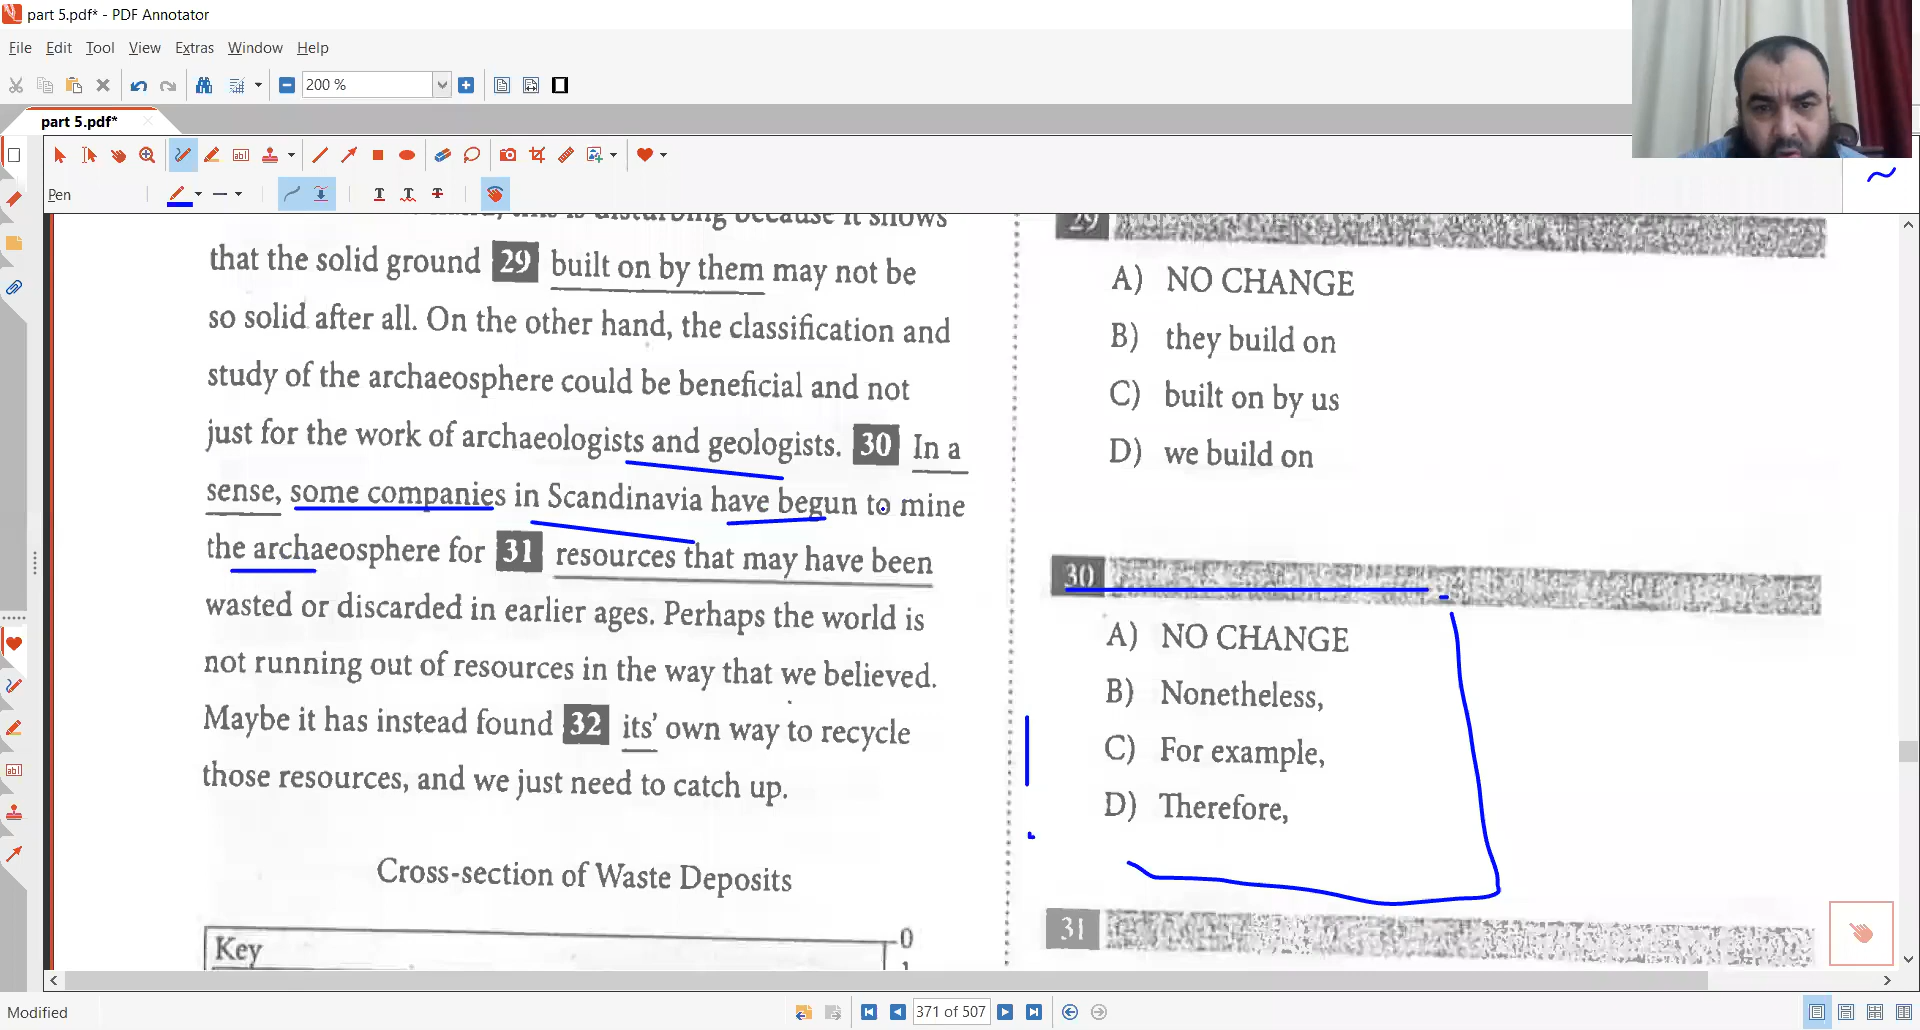 part 5.pdf* - PDF Annotator
File Edit Tool View Extras Window Help
200 %
part 5.pdf*
Pen
this is disturbing because it shows
that the solid ground 29 built on by them may not be
so solid after all. On the other hand, the classification and
study of the archaeosphere could be beneficial and not
just for the work of archaeologists and geologists. 30 In a
sense, some companies in Scandinavia have begun to mine
the archaeosphere for 31 resources that may have been
wasted or discarded in earlier ages. Perhaps the world is
not running out of resources in the way that we believed.
Maybe it has instead found 32 its' own way to recycle
those resources, and we just need to catch up.
Cross-section of Waste Deposits
Key
0
29
A) NO CHANGE
B) they build on
C) built on by us
D) we build on
30
A) NO CHANGE
B) Nonetheless,
C) For example,
D) Therefore,
31
Modified
371 of 507